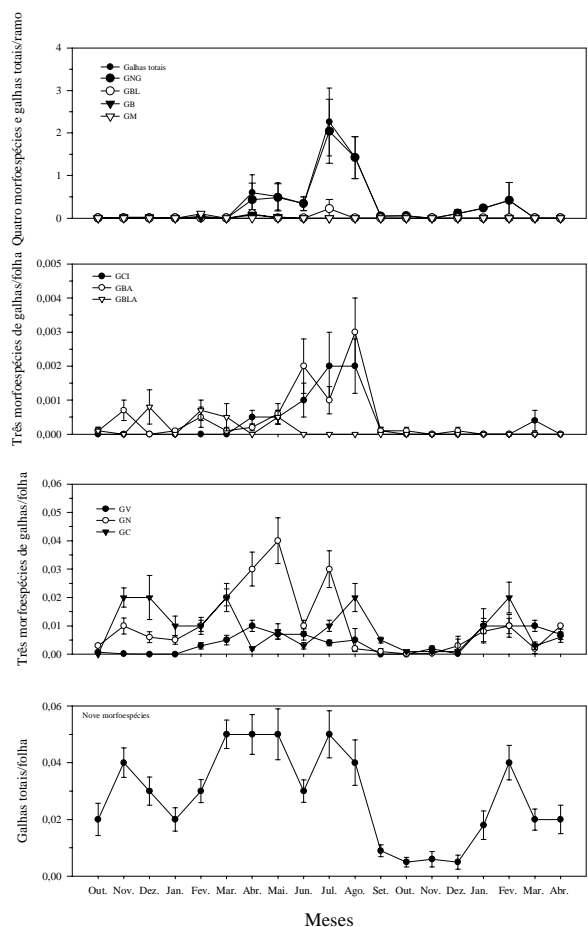 Quatro morfoespécies e galhas totais/ramo
4
3
2
1
0
Galhas totais
GNG
GBL
GB
GM
Três morfoespécies de galhas/folha
0,005
0,004
0,003
0,002
0,001
0,000
GCI
GBA
GBLA
Três morfoespécies de galhas/folha
0,06
0,05
0,04
0,03
0,02
0,01
0,00
GV
GN
GC
Galhas totais/folha
0,06
0,04
0,02
0,00
Nove morfoespécies
Out. Nov. Dez. Jan. Fev. Mar. Abr. Mai. Jun. Jul. Ago. Set. Out. Nov. Dez Jan. Fev. Mar. Abr.
Meses